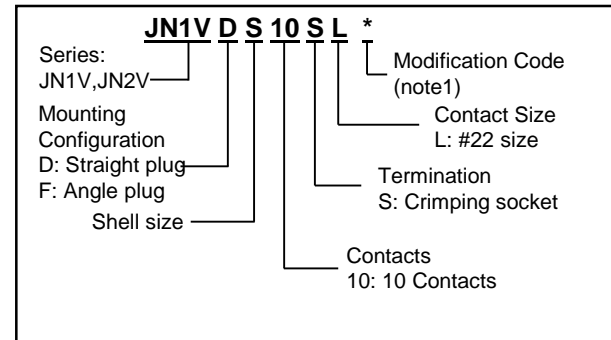 JN1V D S 10 S L *
Series:
JN1V,JN2V
Mounting
Configuration
D: Straight plug
F: Angle plug
Shell size
Modification Code
(note1)
Contact Size
L: #22 size
Termination
S: Crimping socket
Contacts
10: 10 Contacts